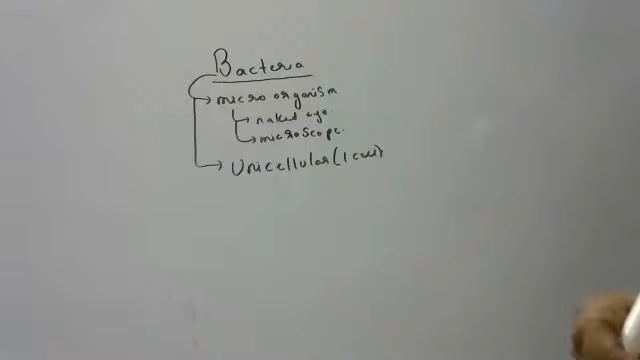 Bacteria
micro organism.
naked eye.
microscope.
Unicellular (1 cell)